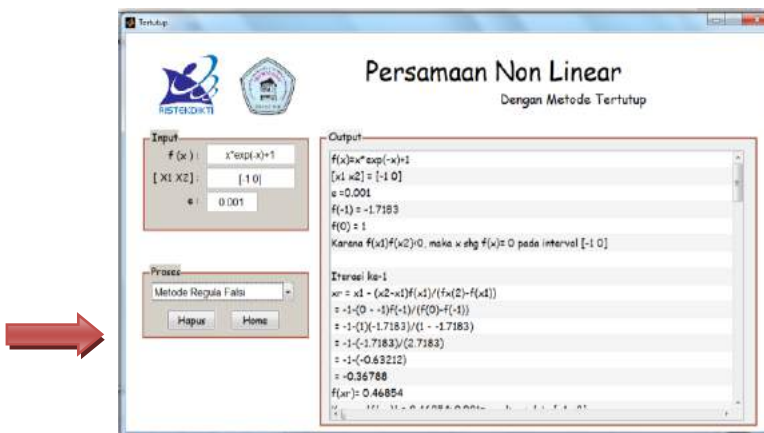 Tertutup
RISTEKDIKTI
Persamaan Non Linear
Dengan Metode Tertutup
Input
f (x) : x*exp(-x)+1
[ X1 X2] : [-1 0]
e : 0.001
Proses
Metode Regula Falsi
Hapus Home
Output
f(x)=x*exp(-x)+1
[x1 x2] = [-1 0]
e =0.001
f(-1) = -1.7183
f(0) = 1
Karena f(x1)f(x2)<0, maka x shg f(x)= 0 pada interval [-1 0]
Iterasi ke-1
xr = x1 - (x2-x1)f(x1)/(fx(2)-f(x1))
= -1-(0 - -1)f(-1)/(f(0)-f(-1))
= -1-(1)(-1.7183)/(1 - -1.7183)
= -1-(-1.7183)/(2.7183)
= -1-(-0.63212)
= -0.36788
f(xr)= 0.46854